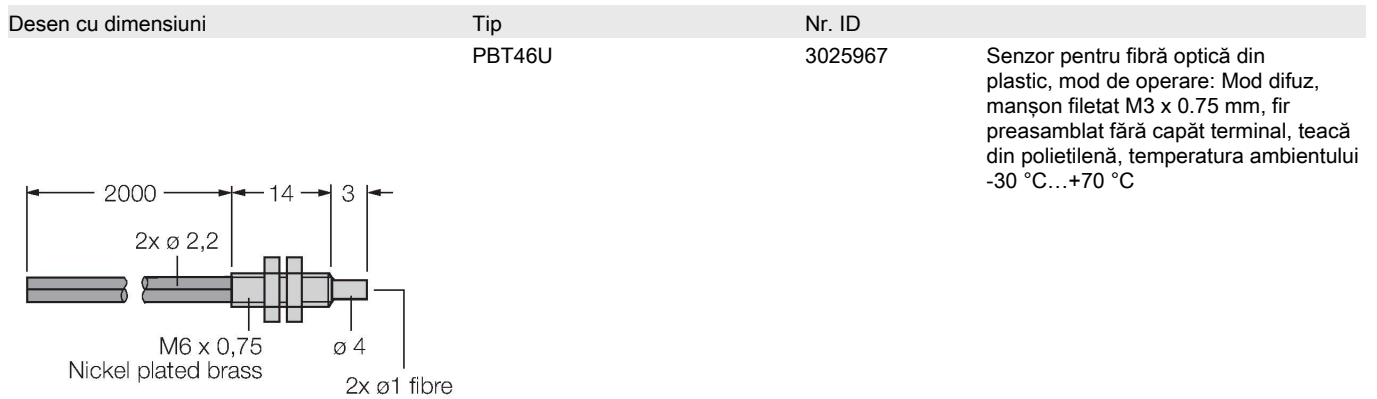 Desen cu dimensiuni Tip Nr. ID
PBT46U 3025967 Senzor pentru fibră optică din
plastic, mod de operare: Mod difuz,
manșon filetat M3 x 0.75 mm, fir
preasamblat fără capăt terminal, teacă
din polietilenă, temperatura ambientului
-30 °C…+70 °C
2000 14 3
2x ø 2,2
M6 x 0,75 ø 4
Nickel plated brass
2x ø1 fibre